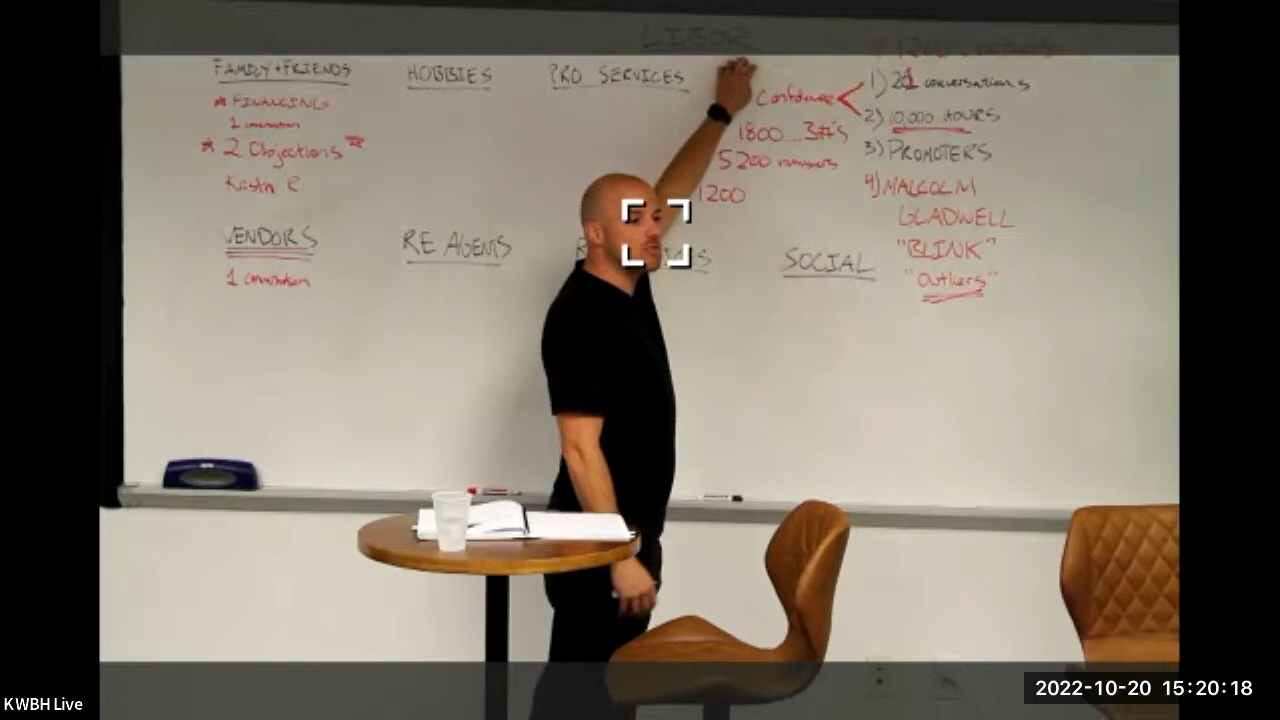 LIBOR
FAMILY+FRIENDS
HOBBIES
PRO SERVICES
* FINANCING
1 conversation
* 2 Objections *
Kristin R
Confidence
1800...3#'s
5200 numbers
1200
1) 201 conversations
2) 10,000 HOURS
3) PROMOTERS
4) MALCOLM
GLADWELL
"BLINK"
"Outliers"
VENDORS
1 conversation
RE AGENTS
SOCIAL
KWBH Live
2022-10-20 15:20:18